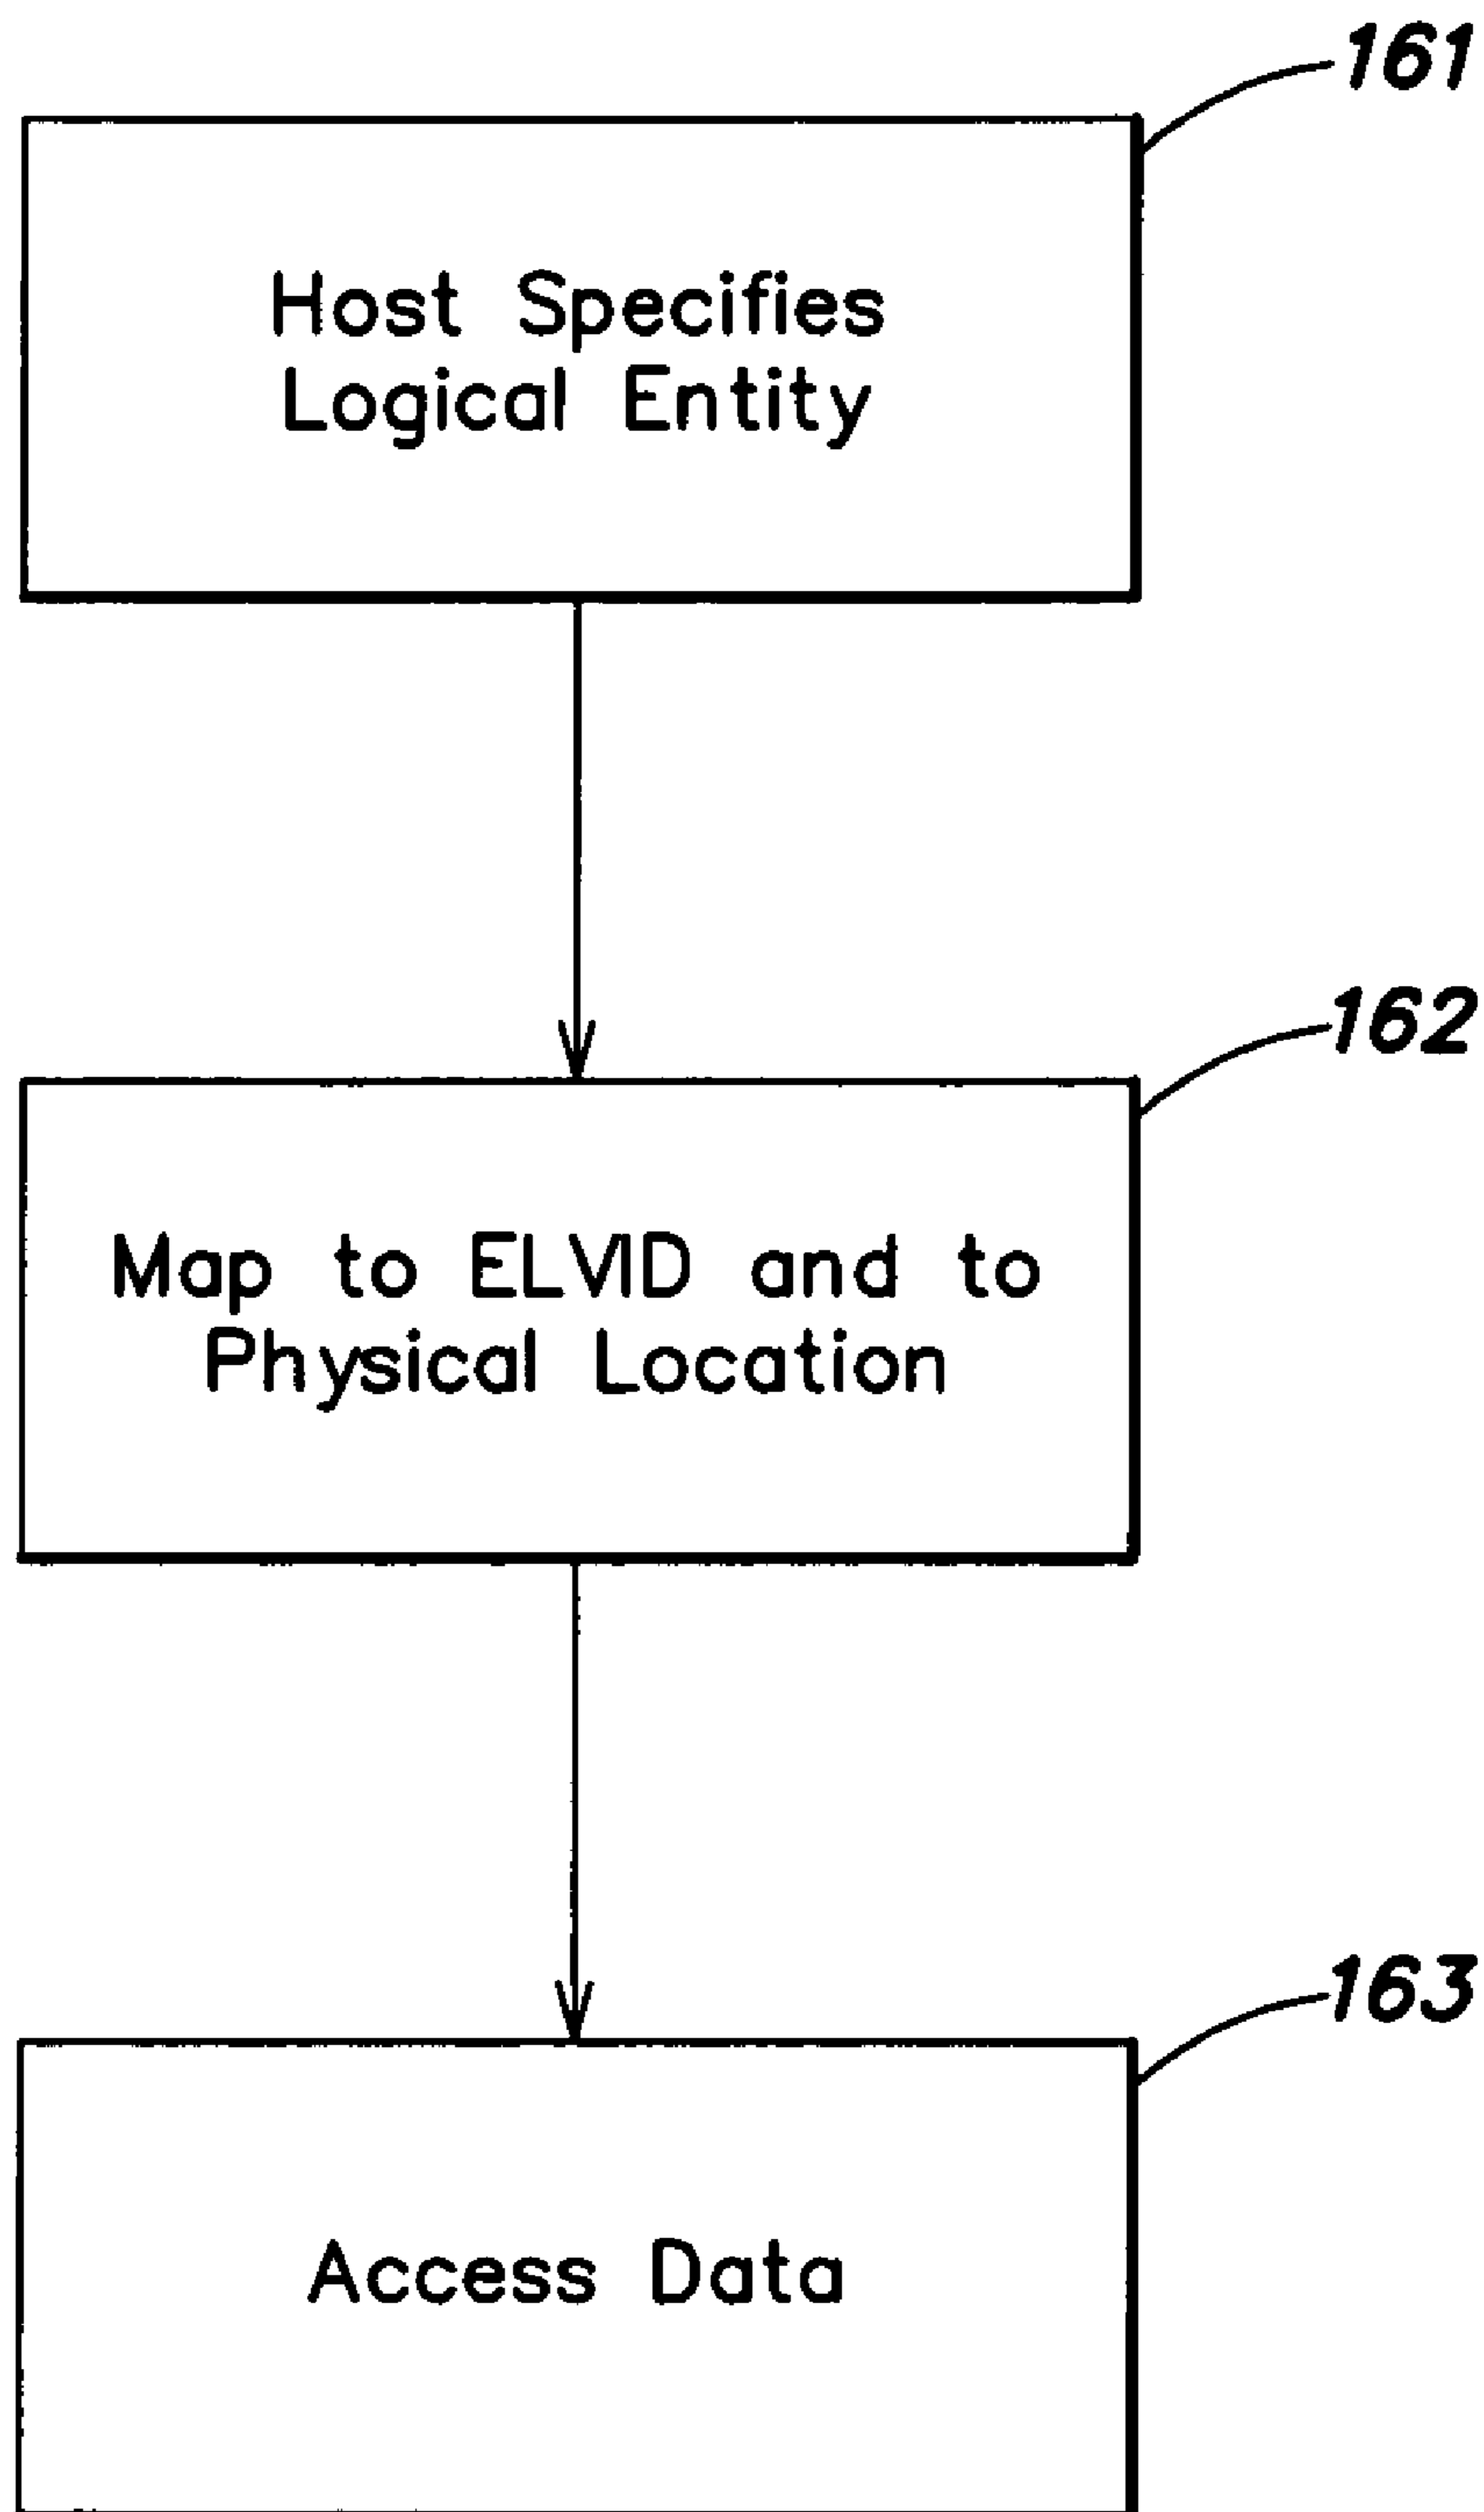 161
Host Specifies
Logical Entity
162
Map to ELVID and to
Physical Location
163
Access Data